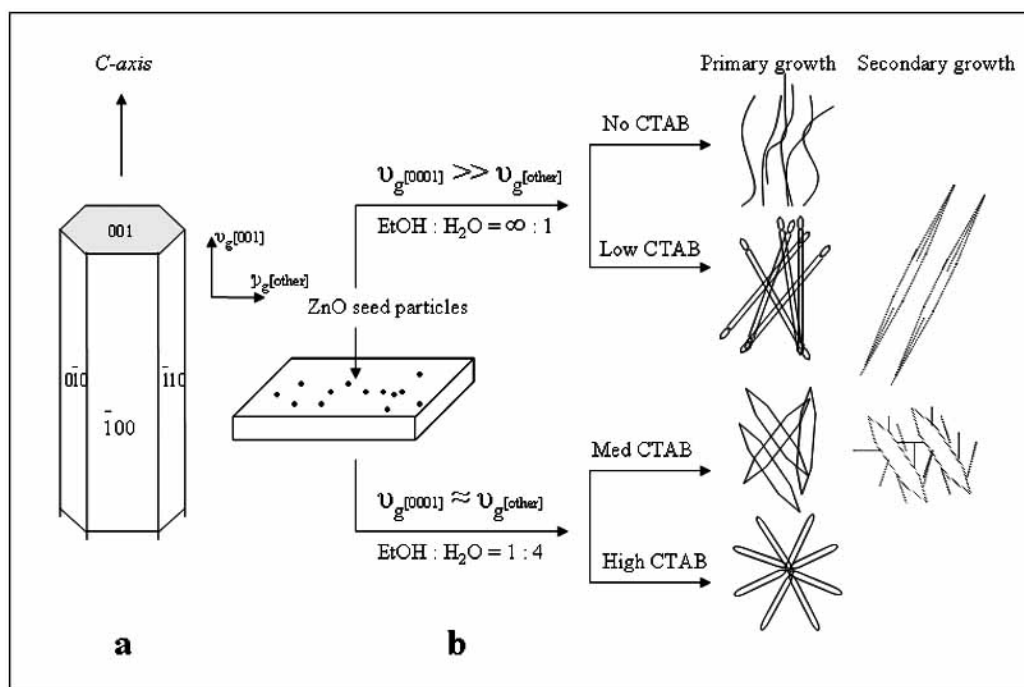 C-axis
001
υg[001]
υg[other]
01̄0
1̄10
1̄00
a
Primary growth
Secondary growth
No CTAB
υg[0001] >> υg[other]
EtOH : H2O = ∞ : 1
Low CTAB
ZnO seed particles
Med CTAB
υg[0001] ≈ υg[other]
EtOH : H2O = 1 : 4
High CTAB
b